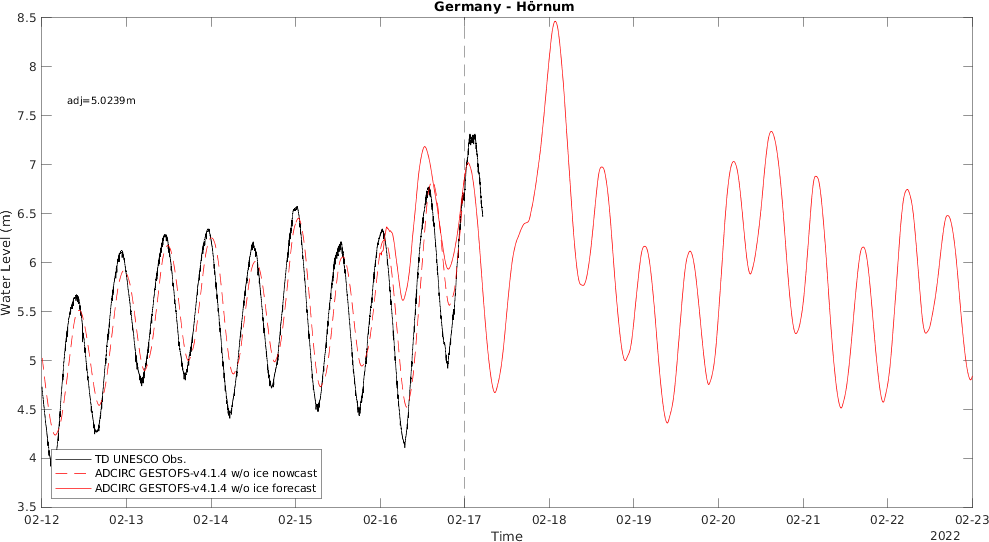 Germany - Hörnum
8.5
8
7.5
7
6.5
6
5.5
5
4.5
4
3.5
Water Level (m)
adj=5.0239m
TD UNESCO Obs.
ADCIRC GESTOFS-v4.1.4 w/o ice nowcast
ADCIRC GESTOFS-v4.1.4 w/o ice forecast
02-12 02-13 02-14 02-15 02-16 02-17 02-18 02-19 02-20 02-21 02-22 02-23
Time
2022